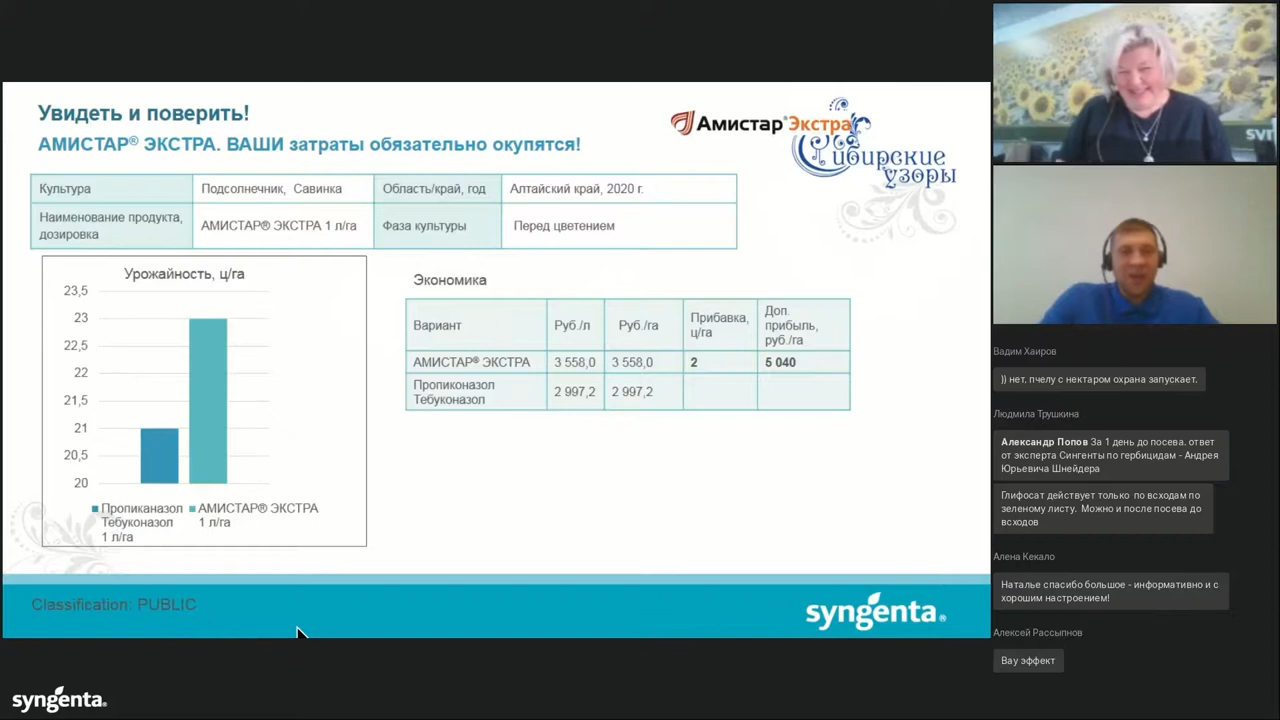 Увидеть и поверить!
АМИСТАР® ЭКСТРА. ВАШИ затраты обязательно окупятся!
Амистар®Экстра
Сибирские
узоры
Культура
Подсолнечник, Савинка
Область/край, год
Алтайский край, 2020 г.
Наименование продукта,
дозировка
АМИСТАР® ЭКСТРА 1 л/га
Фаза культуры
Перед цветением
Урожайность, ц/га
23,5
23
22,5
22
21,5
21
20,5
20
Пропиканазол
Тебуконазол
1 л/га
АМИСТАР® ЭКСТРА
1 л/га
Экономика
Вариант
Руб./л
Руб./га
Прибавка,
ц/га
Доп.
прибыль,
руб./га
АМИСТАР® ЭКСТРА
3 558,0
3 558,0
2
5 040
Пропиконазол
Тебуконазол
2 997,2
2 997,2
Classification: PUBLIC
syngenta®
syngenta®
Вадим Хаиров
)) нет. пчелу с нектаром охрана запускает.
Людмила Трушкина
Александр Попов За 1 день до посева. ответ
от эксперта Сингенты по гербицидам - Андрея
Юрьевича Шнейдера
Глифосат действует только по всходам по
зеленому листу. Можно и после посева до
всходов
Алена Кекало
Наталье спасибо большое - информативно и с
хорошим настроением!
Алексей Рассыпнов
Вау эффект